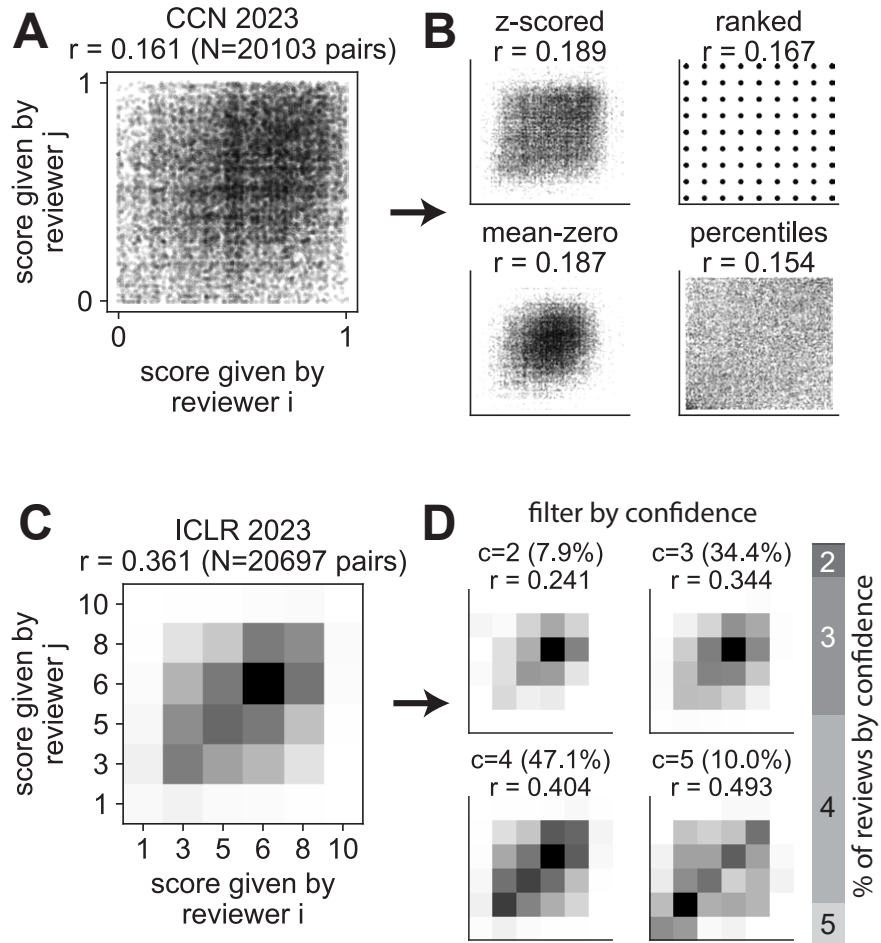 A
CCN 2023
r = 0.161 (N=20103 pairs)
score given by
reviewer j
1
0
0
1
score given by
reviewer i
B
z-scored
r = 0.189
ranked
r = 0.167
mean-zero
r = 0.187
percentiles
r = 0.154
C
ICLR 2023
r = 0.361 (N=20697 pairs)
score given by
reviewer j
10
8
6
5
3
1
1 3 5 6 8 10
score given by
reviewer i
D
filter by confidence
c=2 (7.9%)
r = 0.241
c=3 (34.4%)
r = 0.344
c=4 (47.1%)
r = 0.404
c=5 (10.0%)
r = 0.493
2
3
4
5
% of reviews by confidence